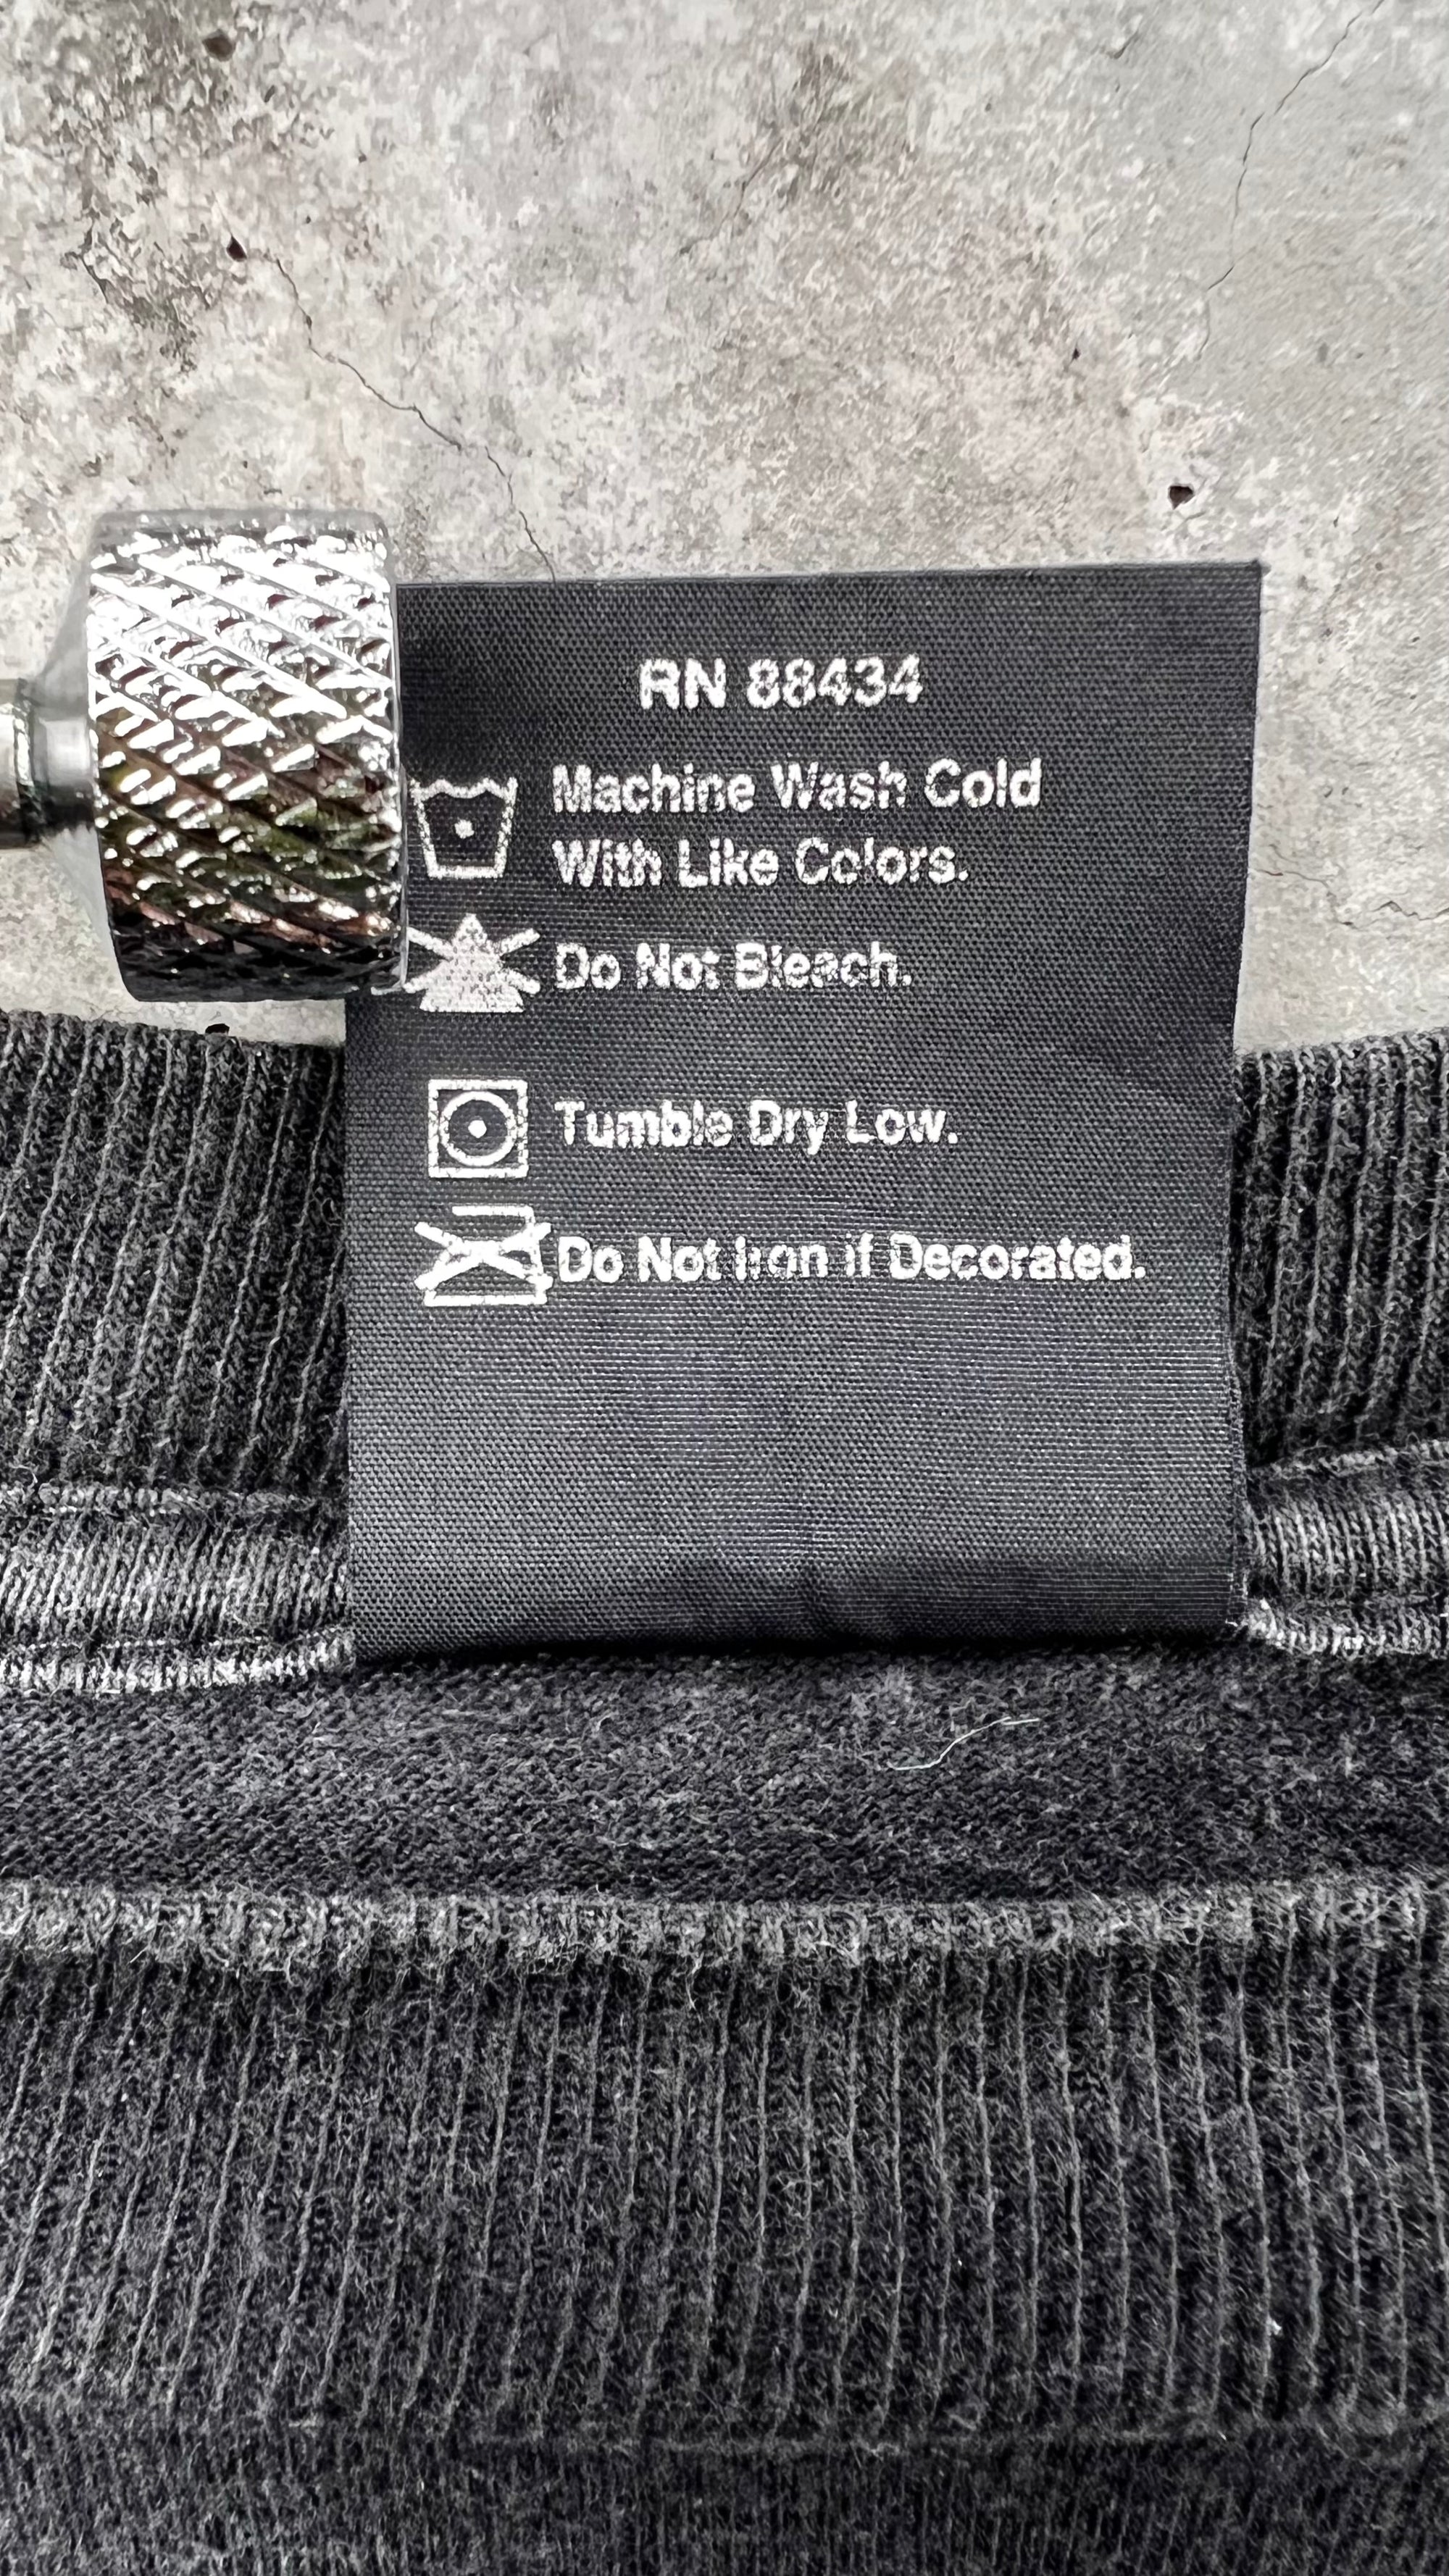 RN 88434
Machine Wash Cold
With Like Colors.
Do Not Bleach.
Tumble Dry Low.
Do Not Iron if Decorated.